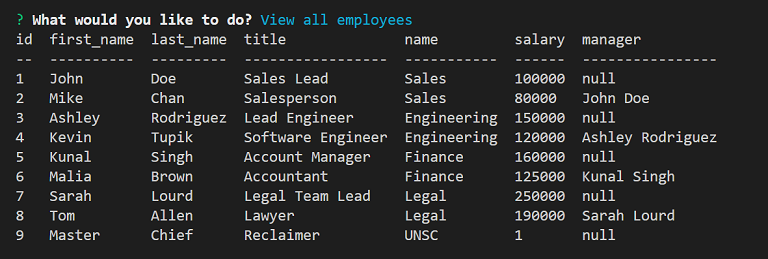 ? What would you like to do? View all employees
id  first_name  last_name  title              name         salary  manager
--  ----------  ---------  -----------------  -----------  ------  ----------------
1   John        Doe        Sales Lead         Sales        100000  null
2   Mike        Chan       Salesperson        Sales        80000   John Doe
3   Ashley      Rodriguez  Lead Engineer      Engineering  150000  null
4   Kevin       Tupik      Software Engineer  Engineering  120000  Ashley Rodriguez
5   Kunal       Singh      Account Manager    Finance      160000  null
6   Malia       Brown      Accountant         Finance      125000  Kunal Singh
7   Sarah       Lourd      Legal Team Lead    Legal        250000  null
8   Tom         Allen      Lawyer             Legal        190000  Sarah Lourd
9   Master      Chief      Reclaimer          UNSC         1       null